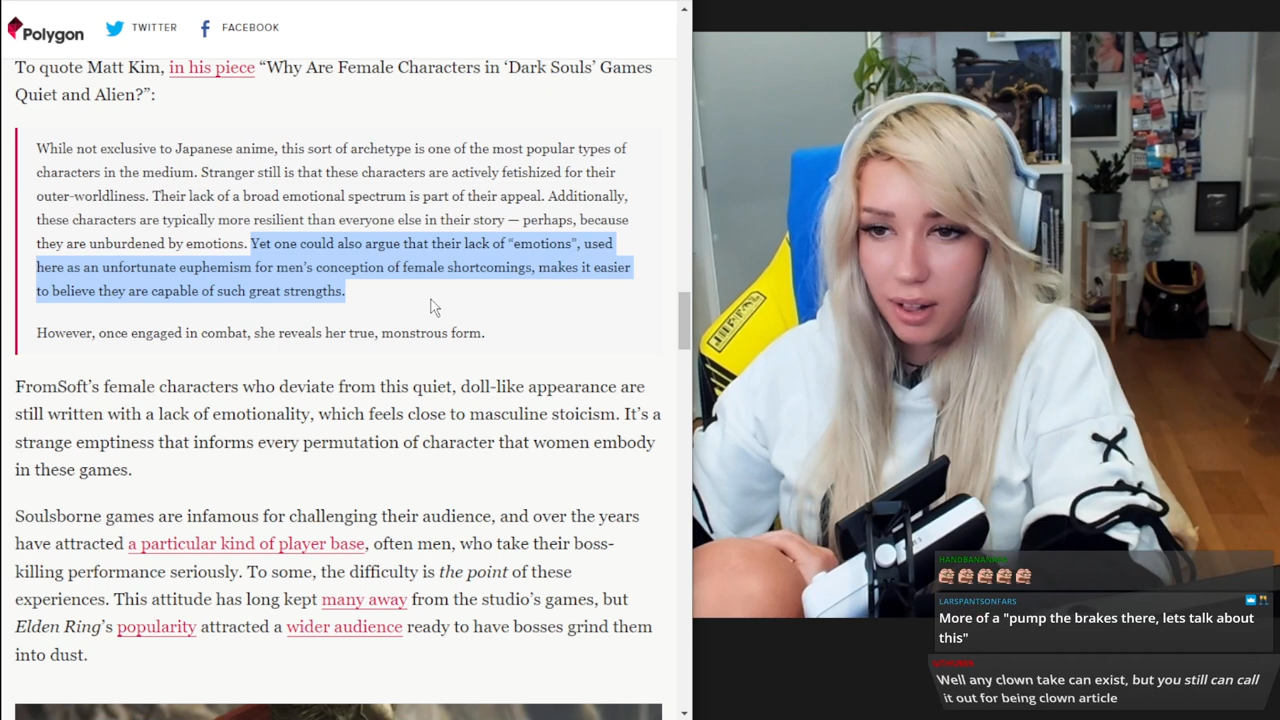 Polygon
TWITTER
FACEBOOK
To quote Matt Kim, in his piece “Why Are Female Characters in ‘Dark Souls’ Games
Quiet and Alien?”:
While not exclusive to Japanese anime, this sort of archetype is one of the most popular types of
characters in the medium. Stranger still is that these characters are actively fetishized for their
outer-worldliness. Their lack of a broad emotional spectrum is part of their appeal. Additionally,
these characters are typically more resilient than everyone else in their story — perhaps, because
they are unburdened by emotions. Yet one could also argue that their lack of “emotions”, used
here as an unfortunate euphemism for men’s conception of female shortcomings, makes it easier
to believe they are capable of such great strengths.
However, once engaged in combat, she reveals her true, monstrous form.
FromSoft’s female characters who deviate from this quiet, doll-like appearance are
still written with a lack of emotionality, which feels close to masculine stoicism. It’s a
strange emptiness that informs every permutation of character that women embody
in these games.
Soulsborne games are infamous for challenging their audience, and over the years
have attracted a particular kind of player base, often men, who take their boss-
killing performance seriously. To some, the difficulty is the point of these
experiences. This attitude has long kept many away from the studio’s games, but
Elden Ring’s popularity attracted a wider audience ready to have bosses grind them
into dust.
LARSPANTSONFARS
More of a "pump the brakes there, lets talk about
this"
Well any clown take can exist, but you still can call
it out for being clown article